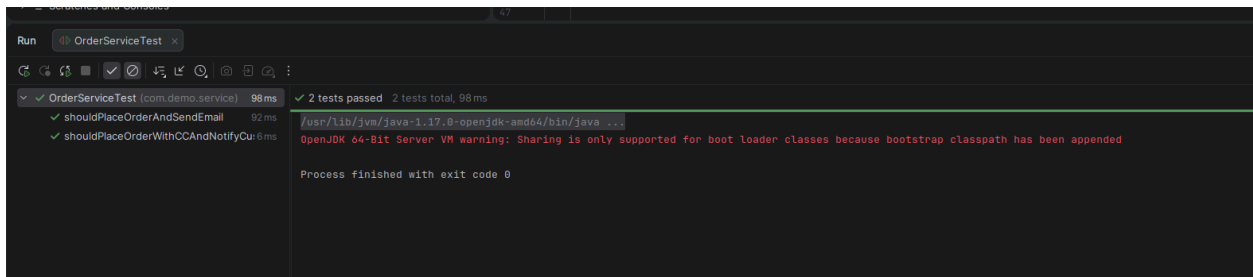 Scratches and Consoles
47
Run OrderServiceTest ×
OrderServiceTest (com.demo.service) 98 ms
✓ 2 tests passed 2 tests total, 98 ms
shouldPlaceOrderAndSendEmail 92 ms
shouldPlaceOrderWithCCAndNotifyCu 6 ms
/usr/lib/jvm/java-1.17.0-openjdk-amd64/bin/java ...
OpenJDK 64-Bit Server VM warning: Sharing is only supported for boot loader classes because bootstrap classpath has been appended
Process finished with exit code 0